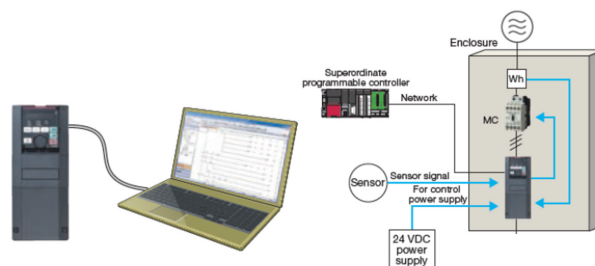 Enclosure
Wh
Superordinate
programmable controller
Network
MC
Sensor
Sensor signal
For control
power supply
24 VDC
power
supply